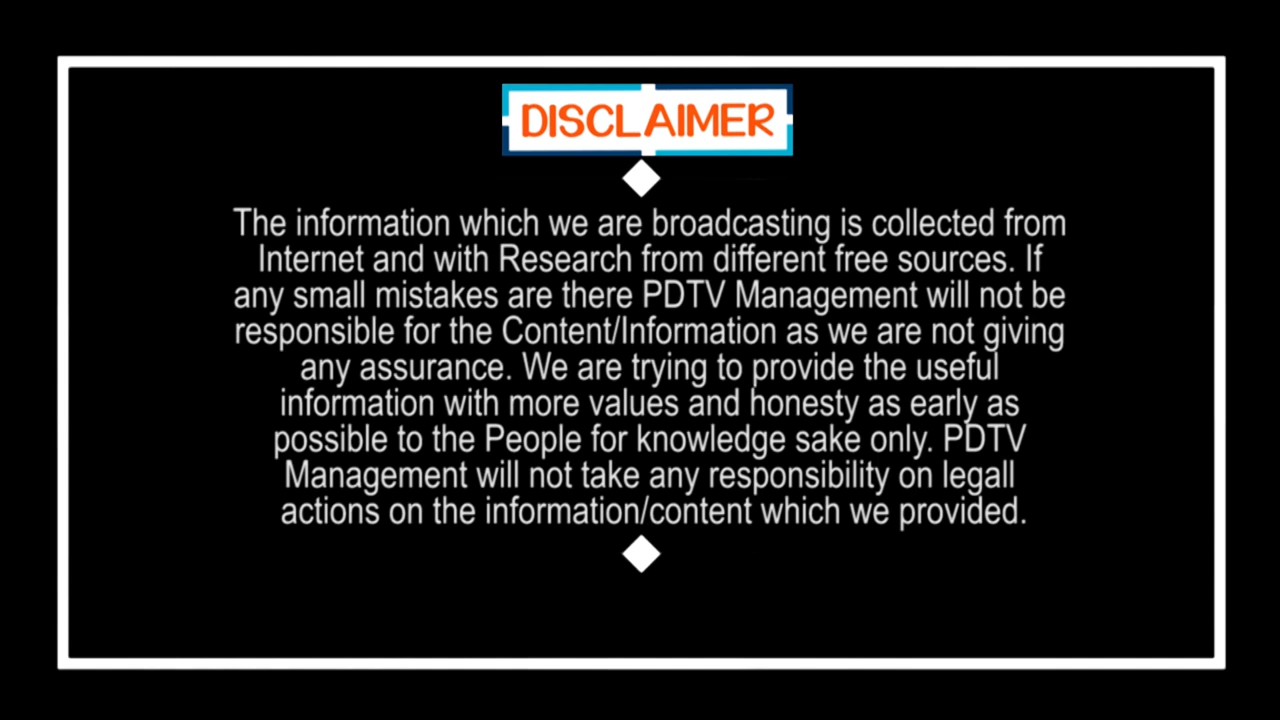 DISCLAIMER
The information which we are broadcasting is collected from
Internet and with Research from different free sources. If
any small mistakes are there PDTV Management will not be
responsible for the Content/Information as we are not giving
any assurance. We are trying to provide the useful
information with more values and honesty as early as
possible to the People for knowledge sake only. PDTV
Management will not take any responsibility on legall
actions on the information/content which we provided.